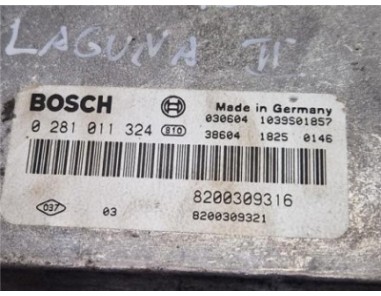 LAGUNA II
BOSCH
Made in Germany
030604 1039S01857
0 281 011 324 810
38604 1825 0146
8200309316
037 03 8200309321